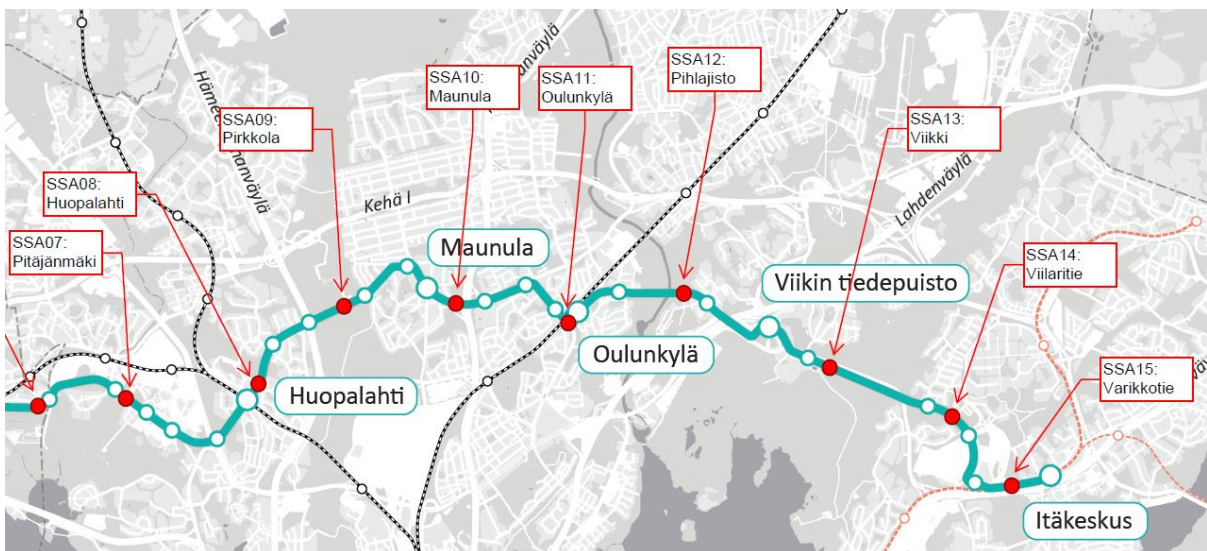 SSA07:
Pitäjänmäki
SSA08:
Huopalahti
SSA09:
Pirkkola
SSA10:
Maunula
SSA11:
Oulunkylä
SSA12:
Pihlajisto
SSA13:
Viikki
SSA14:
Viilaritie
SSA15:
Varikkotie
Kehä I
Lahdenväylä
Maunula
Viikin tiedepuisto
Oulunkylä
Huopalahti
Itäkeskus